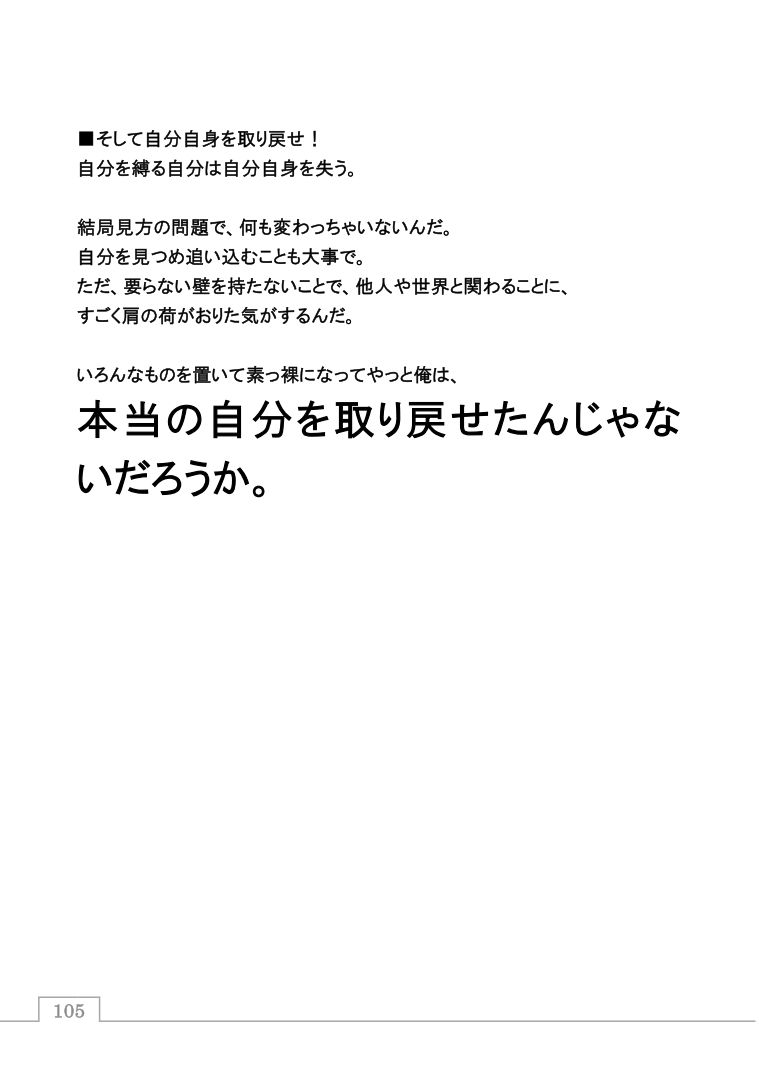 ■そして自分自身を取り戻せ！
自分を縛る自分は自分自身を失う。
結局見方の問題で、何も変わっちゃいないんだ。
自分を見つめ追い込むことも大事で。
ただ、要らない壁を持たないことで、他人や世界と関わることに、
すごく肩の荷がおりた気がするんだ。
いろんなものを置いて素っ裸になってやっと俺は、
本当の自分を取り戻せたんじゃな
いだろうか。
105